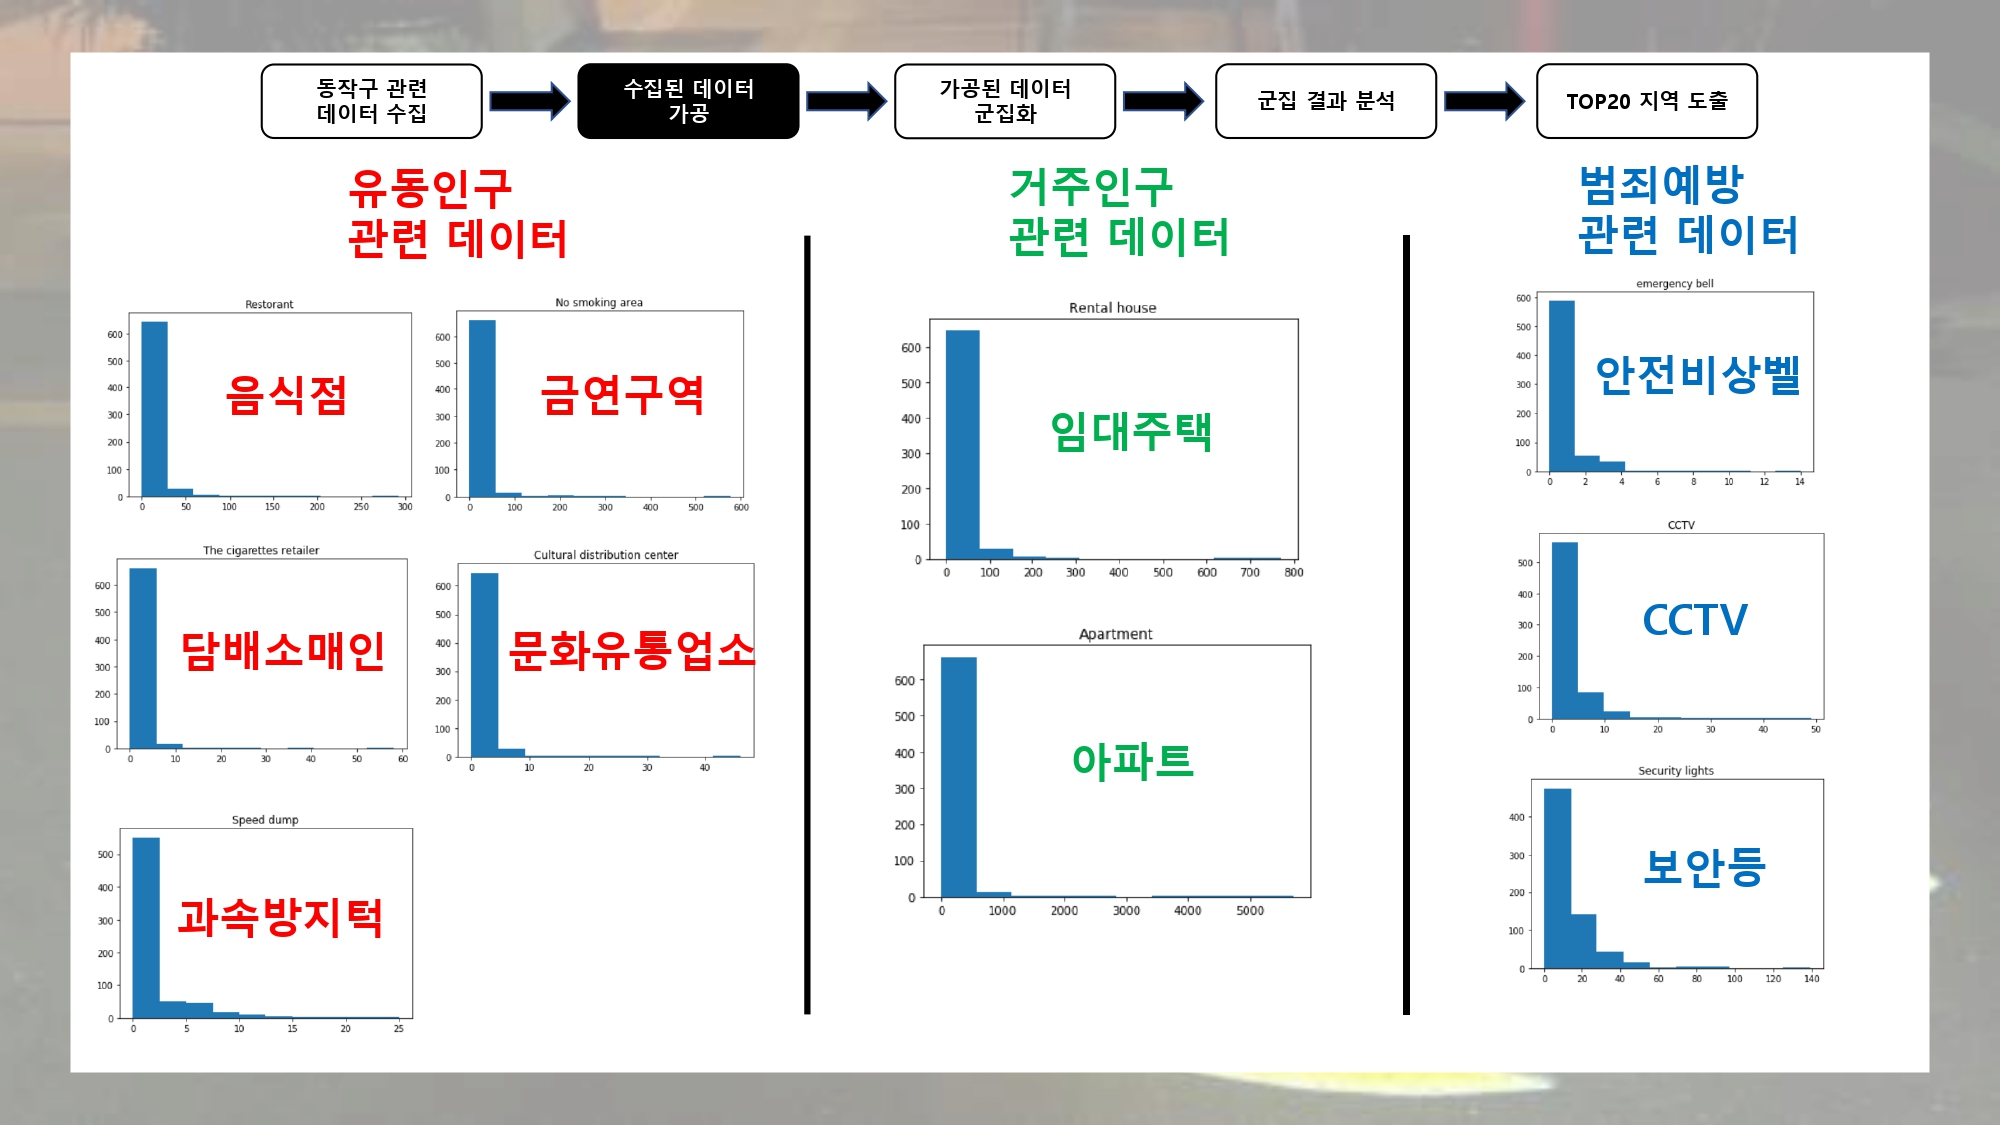 동작구 관련
데이터 수집
수집된 데이터
가공
가공된 데이터
군집화
군집 결과 분석
TOP20 지역 도출
유동인구
관련 데이터
Restorant
600
500
400
300
200
100
0
0 50 100 150 200 250 300
음식점
No smoking area
600
500
400
300
200
100
0
0 100 200 300 400 500 600
금연구역
The cigarettes retailer
600
500
400
300
200
100
0
0 10 20 30 40 50 60
담배소매인
Cultural distribution center
600
500
400
300
200
100
0
0 10 20 30 40
문화유통업소
Speed dump
500
400
300
200
100
0
0 5 10 15 20 25
과속방지턱
거주인구
관련 데이터
Rental house
600
500
400
300
200
100
0
0 100 200 300 400 500 600 700 800
임대주택
Apartment
600
500
400
300
200
100
0
0 1000 2000 3000 4000 5000
아파트
범죄예방
관련 데이터
emergency bell
600
500
400
300
200
100
0
0 2 4 6 8 10 12 14
안전비상벨
CCTV
500
400
300
200
100
0
0 10 20 30 40 50
CCTV
Security lights
400
300
200
100
0
0 20 40 60 80 100 120 140
보안등